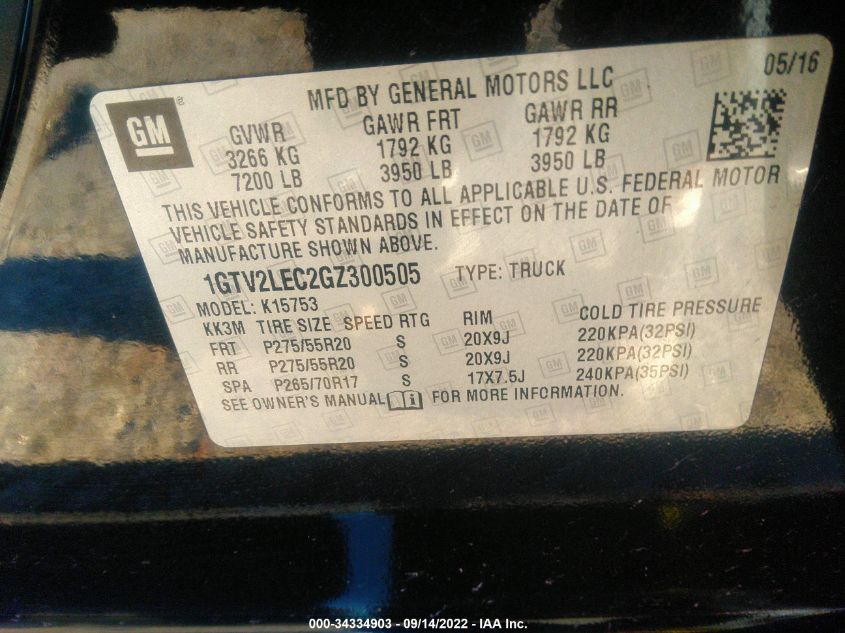 MFD BY GENERAL MOTORS LLC 05/16
GM®
GVWR GAWR FRT GAWR RR
3266 KG 1792 KG 1792 KG
7200 LB 3950 LB 3950 LB
THIS VEHICLE CONFORMS TO ALL APPLICABLE U.S. FEDERAL MOTOR
VEHICLE SAFETY STANDARDS IN EFFECT ON THE DATE OF
MANUFACTURE SHOWN ABOVE.
1GTV2LEC2GZ300505 TYPE: TRUCK
MODEL: K15753
KK3M TIRE SIZE SPEED RTG RIM COLD TIRE PRESSURE
FRT P275/55R20 S 20X9J 220KPA(32PSI)
RR P275/55R20 S 20X9J 220KPA(32PSI)
SPA P265/70R17 S 17X7.5J 240KPA(35PSI)
SEE OWNER'S MANUAL i FOR MORE INFORMATION.
000-34334903 - 09/14/2022 - IAA Inc.